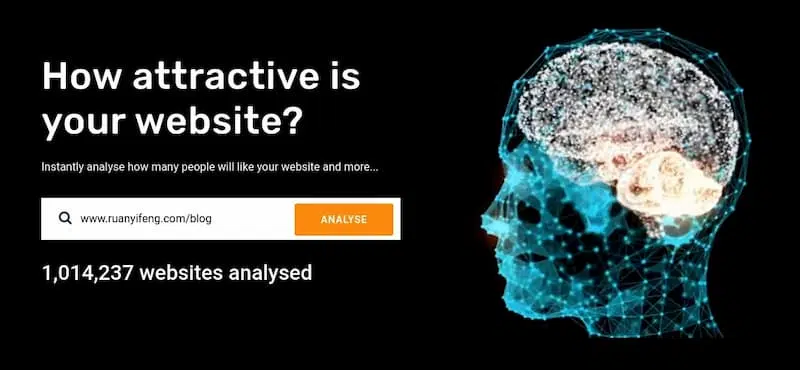 How attractive is
your website?
Instantly analyse how many people will like your website and more...
www.ruanyifeng.com/blog
ANALYSE
1,014,237 websites analysed